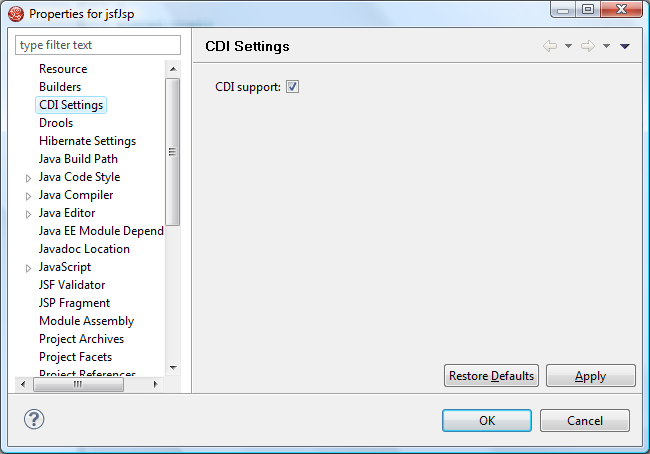 Properties for jsfJsp
type filter text
Resource
Builders
CDI Settings
Drools
Hibernate Settings
Java Build Path
Java Code Style
Java Compiler
Java Editor
Java EE Module Depend
Javadoc Location
JavaScript
JSF Validator
JSP Fragment
Module Assembly
Project Archives
Project Facets
Project References
CDI Settings
CDI support:
Restore Defaults
Apply
OK
Cancel